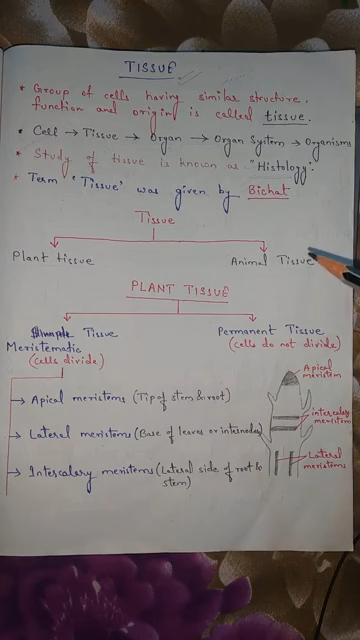 TISSUE
* Group of cells having similar structure,
function and origin is called tissue.
* Cell → Tissue → Organ → Organ System → Organisms
* Study of tissue is known as "Histology".
* Term 'Tissue' was given by Bichat
Tissue
Plant tissue
Animal Tissue
PLANT TISSUE
Tissue
Meristematic
(cells divide)
Permanent Tissue
(cells do not divide)
→ Apical meristems (Tip of stem & root)
→ Lateral meristems (Base of leaves or internodes)
→ Intercalary meristems (Lateral side of root &
stem)
Apical
meristem
intercalary
meristem
Lateral
meristems